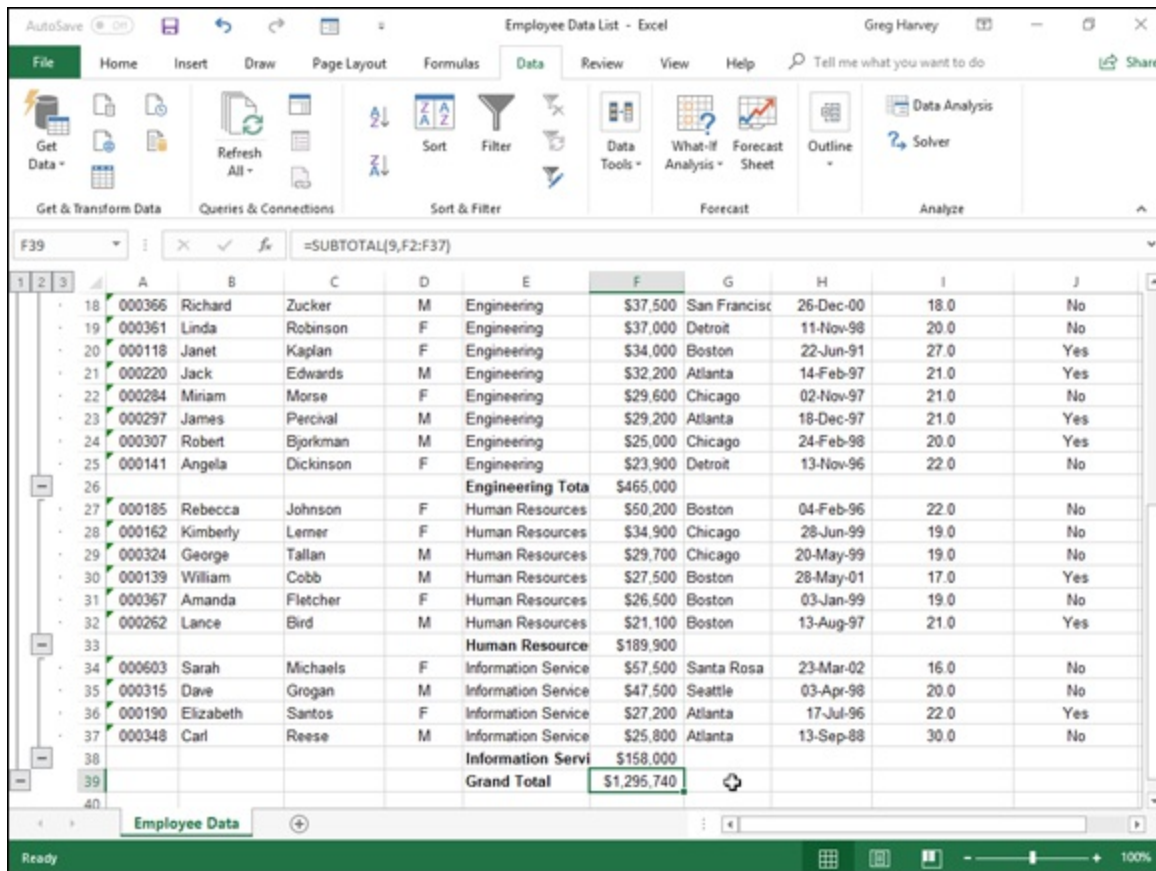 AutoSave Off Employee Data List - Excel Greg Harvey
File Home Insert Draw Page Layout Formulas Data Review View Help Tell me what you want to do Share
Get Data Refresh All Sort Filter Data Tools What-If Analysis Forecast Sheet Outline Data Analysis
Solver
Get & Transform Data Queries & Connections Sort & Filter Forecast Analyze
F39 fx =SUBTOTAL(9,F2:F37)
1 2 3 A B C D E F G H I J
18 000366 Richard Zucker M Engineering $37,500 San Francisc 26-Dec-00 18.0 No
19 000361 Linda Robinson F Engineering $37,000 Detroit 11-Nov-98 20.0 No
20 000118 Janet Kaplan F Engineering $34,000 Boston 22-Jun-91 27.0 Yes
21 000220 Jack Edwards M Engineering $32,200 Atlanta 14-Feb-97 21.0 Yes
22 000284 Miriam Morse F Engineering $29,600 Chicago 02-Nov-97 21.0 No
23 000297 James Percival M Engineering $29,200 Atlanta 18-Dec-97 21.0 Yes
24 000307 Robert Bjorkman M Engineering $25,000 Chicago 24-Feb-98 20.0 Yes
25 000141 Angela Dickinson F Engineering $23,900 Detroit 13-Nov-96 22.0 No
26 Engineering Tota $465,000
27 000185 Rebecca Johnson F Human Resources $50,200 Boston 04-Feb-96 22.0 No
28 000162 Kimberly Lerner F Human Resources $34,900 Chicago 28-Jun-99 19.0 No
29 000324 George Tallan M Human Resources $29,700 Chicago 20-May-99 19.0 No
30 000139 William Cobb M Human Resources $27,500 Boston 28-May-01 17.0 Yes
31 000367 Amanda Fletcher F Human Resources $26,500 Boston 03-Jan-99 19.0 No
32 000262 Lance Bird M Human Resources $21,100 Boston 13-Aug-97 21.0 Yes
33 Human Resource $189,900
34 000603 Sarah Michaels F Information Service $57,500 Santa Rosa 23-Mar-02 16.0 No
35 000315 Dave Grogan M Information Service $47,500 Seattle 03-Apr-98 20.0 No
36 000190 Elizabeth Santos F Information Service $27,200 Atlanta 17-Jul-96 22.0 Yes
37 000348 Carl Reese M Information Service $25,800 Atlanta 13-Sep-88 30.0 No
38 Information Servi $158,000
39 Grand Total $1,295,740
40
Employee Data
Ready 100%